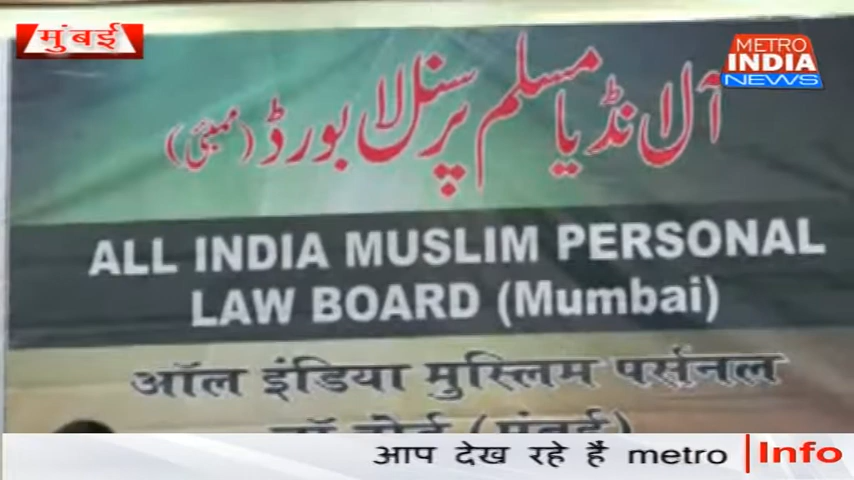 मुंबई
METRO
INDIA
NEWS
آل انڈیا مسلم پرسنل لا بورڈ (ممبئی)
ALL INDIA MUSLIM PERSONAL
LAW BOARD (Mumbai)
ऑल इंडिया मुस्लिम पर्सनल
लॉ बोर्ड (मुंबई)
आप देख रहे हैं metro Info